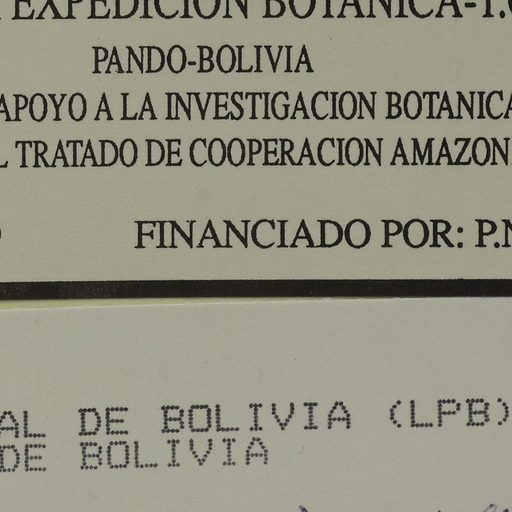 EXPEDICION BOTANICA-T.
PANDO-BOLIVIA
APOYO A LA INVESTIGACION BOTANICA
L TRATADO DE COOPERACION AMAZON
FINANCIADO POR: P.N
AL DE BOLIVIA (LPB)
DE BOLIVIA